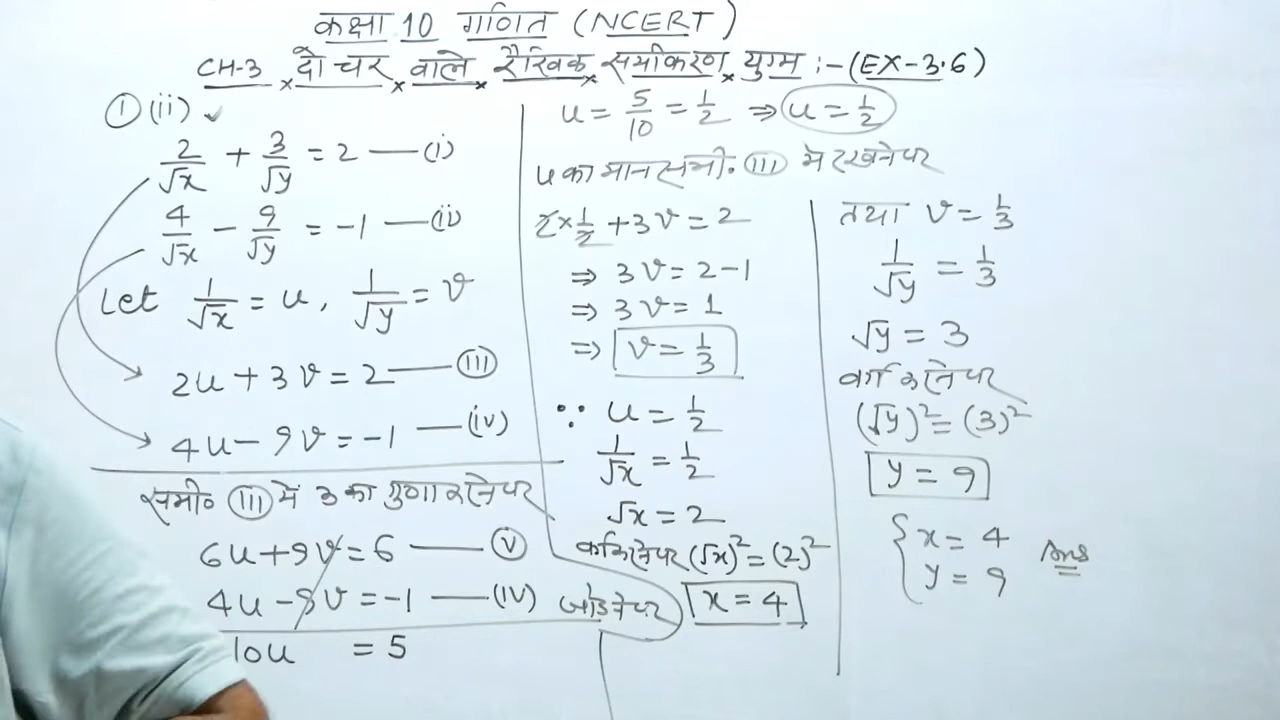 कक्षा 10 गणित (NCERT)
CH-3 × दो चर × वाले × रैखिक × समीकरण × युग्म :- (EX-3.6)
① (ii) ✓
2/√x + 3/√y = 2 — (i)
4/√x - 9/√y = -1 — (ii)
Let 1/√x = u, 1/√y = v
2u + 3v = 2 — (III)
4u - 9v = -1 — (iv)
समी० (III) में 3 का गुणा करने पर
6u + 9v = 6 — (V)
4u - 9v = -1 — (IV) जोडने पर
10u = 5
u = 5/10 = 1/2 ⇒ u = 1/2
u का मान समी. (III) मे रखने पर
2 × 1/2 + 3v = 2
⇒ 3v = 2 - 1
⇒ 3v = 1
⇒ v = 1/3
∵ u = 1/2
1/√x = 1/2
√x = 2
करने पर (√x)² = (2)²
x = 4
तथा v = 1/3
1/√y = 1/3
√y = 3
वर्ग करने पर
(√y)² = (3)²
y = 9
{ x = 4
y = 9 Ans